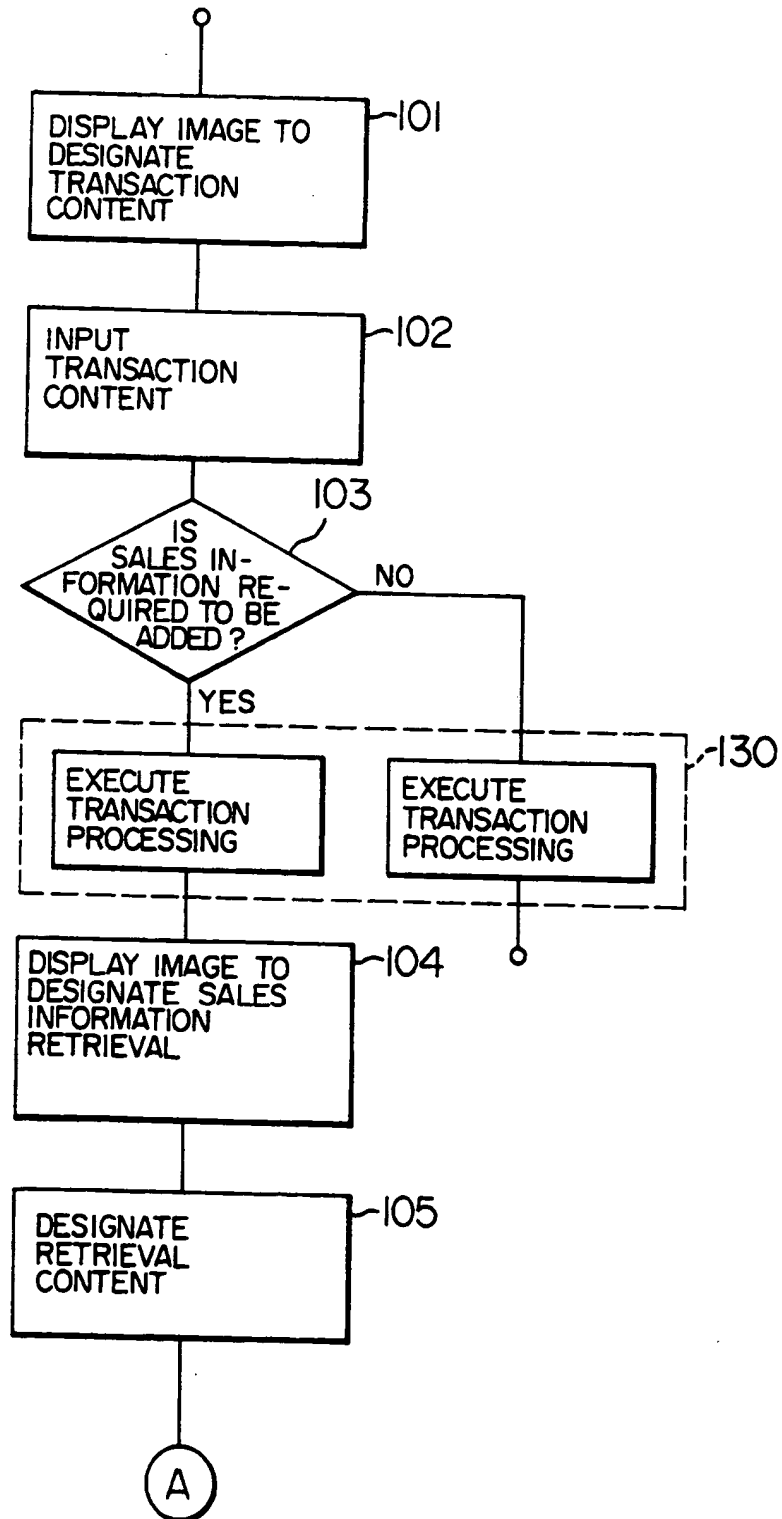 DISPLAY IMAGE TO
DESIGNATE
TRANSACTION
CONTENT
101
INPUT
TRANSACTION
CONTENT
102
103
IS
SALES IN-
FORMATION RE-
QUIRED TO BE
ADDED?
NO
YES
130
EXECUTE
TRANSACTION
PROCESSING
EXECUTE
TRANSACTION
PROCESSING
DISPLAY IMAGE TO
DESIGNATE SALES
INFORMATION
RETRIEVAL
104
DESIGNATE
RETRIEVAL
CONTENT
105
A